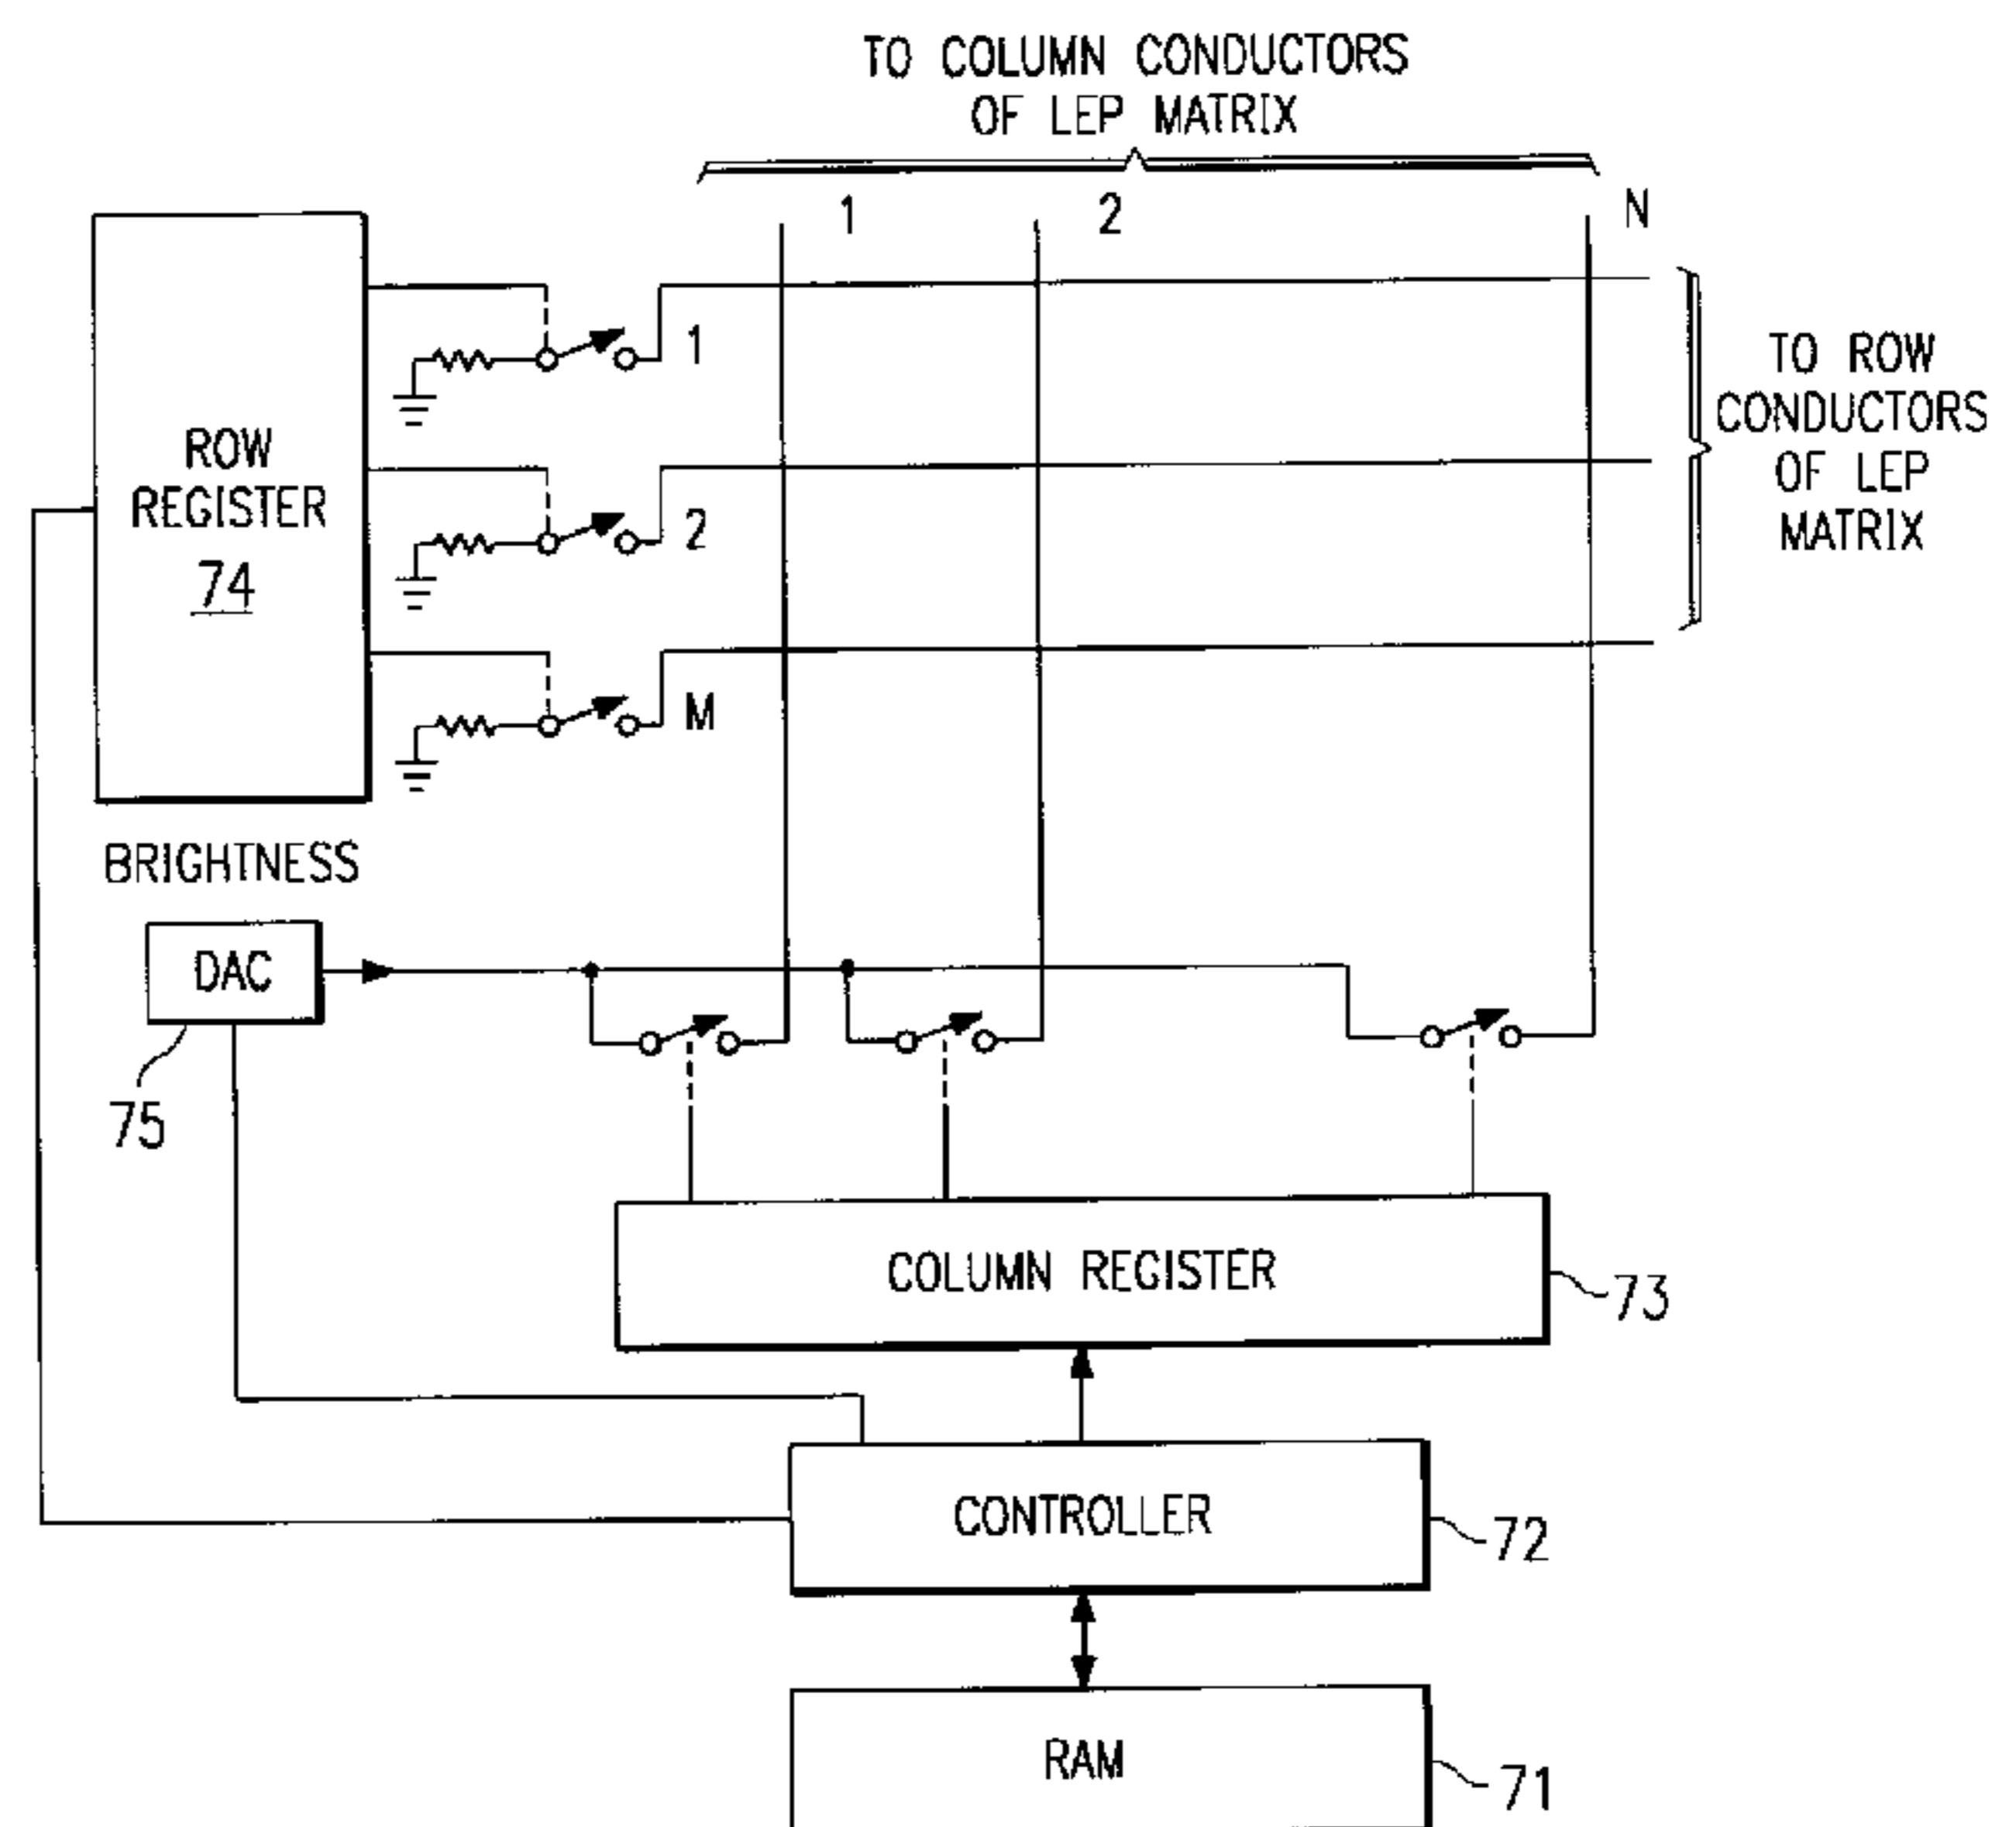 TO COLUMN CONDUCTORS
OF LEP MATRIX
1
2
N
ROW
REGISTER
74
1
2
M
TO ROW
CONDUCTORS
OF LEP
MATRIX
BRIGHTNESS
DAC
75
COLUMN REGISTER
73
CONTROLLER
72
RAM
71